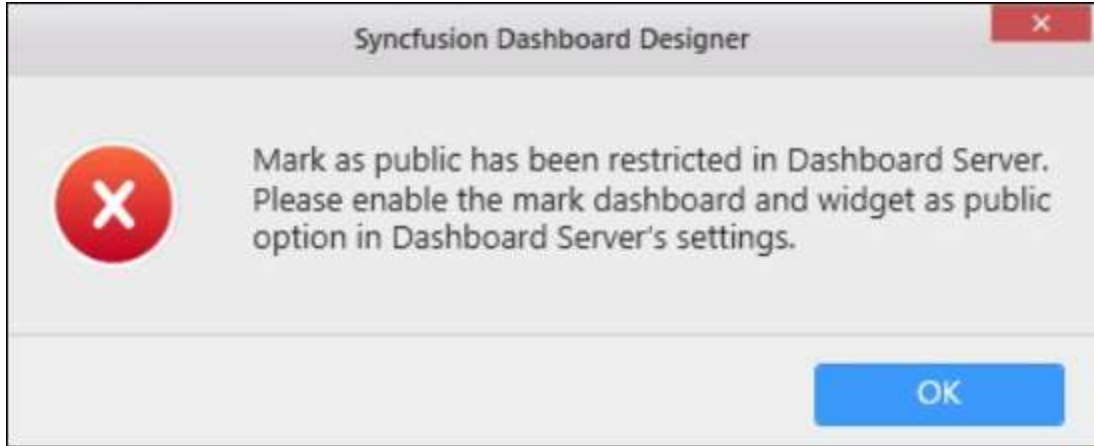 Syncfusion Dashboard Designer
Mark as public has been restricted in Dashboard Server.
Please enable the mark dashboard and widget as public
option in Dashboard Server's settings.
OK